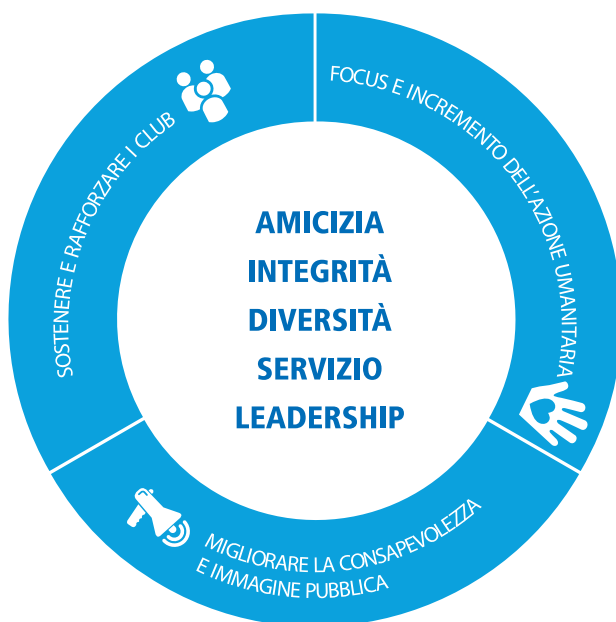 SOSTENERE E RAFFORZARE I CLUB
FOCUS E INCREMENTO DELL'AZIONE UMANITARIA
AMICIZIA
INTEGRITÀ
DIVERSITÀ
SERVIZIO
LEADERSHIP
MIGLIORARE LA CONSAPEVOLEZZA
E IMMAGINE PUBBLICA